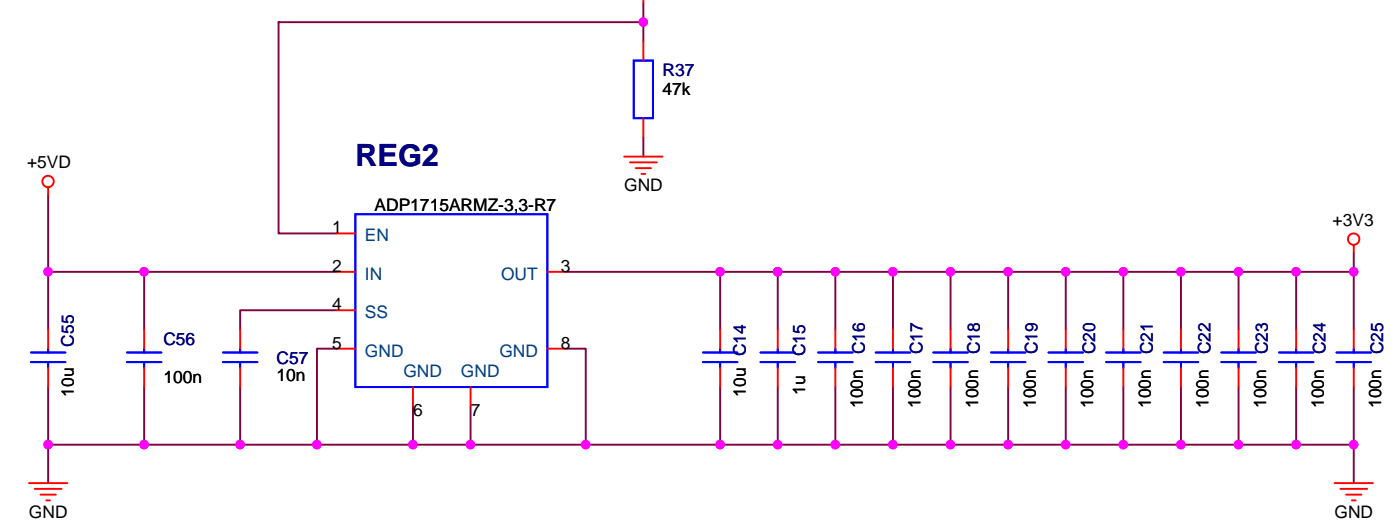 R37
47k
GND
REG2
+5VD
ADP1715ARMZ-3,3-R7
+3V3
1
EN
2
IN
OUT
3
4
SS
5
GND
GND
8
GND
GND
6
7
C55
10u
C56
100n
C57
10n
C14
10u
C15
1u
C16
100n
C17
100n
C18
100n
C19
100n
C20
100n
C21
100n
C22
100n
C23
100n
C24
100n
C25
100n
GND
GND